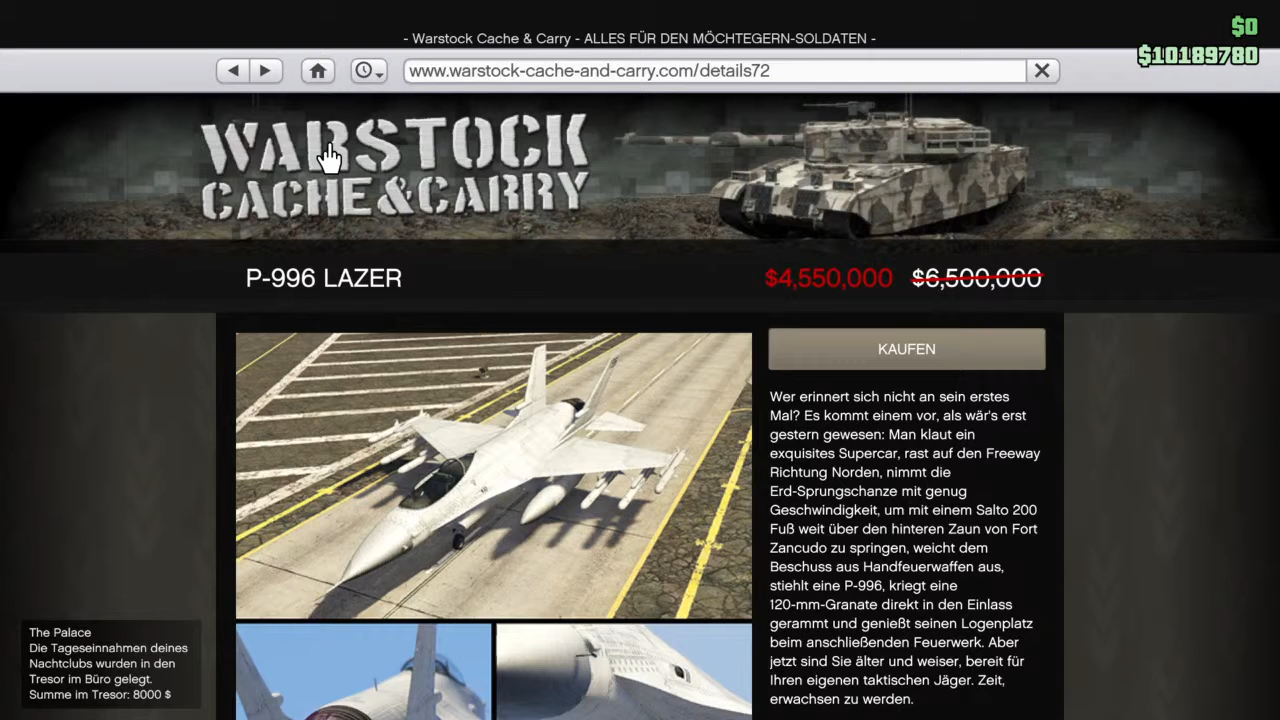 - Warstock Cache & Carry - ALLES FÜR DEN MÖCHTEGERN-SOLDATEN -
$0
$10189780
www.warstock-cache-and-carry.com/details72
WARSTOCK
CACHE&CARRY
P-996 LAZER
$4,550,000 $6,500,000
KAUFEN
Wer erinnert sich nicht an sein erstes
Mal? Es kommt einem vor, als wär's erst
gestern gewesen: Man klaut ein
exquisites Supercar, rast auf den Freeway
Richtung Norden, nimmt die
Erd-Sprungschanze mit genug
Geschwindigkeit, um mit einem Salto 200
Fuß weit über den hinteren Zaun von Fort
Zancudo zu springen, weicht dem
Beschuss aus Handfeuerwaffen aus,
stiehlt eine P-996, kriegt eine
120-mm-Granate direkt in den Einlass
gerammt und genießt seinen Logenplatz
beim anschließenden Feuerwerk. Aber
jetzt sind Sie älter und weiser, bereit für
Ihren eigenen taktischen Jäger. Zeit,
erwachsen zu werden.
The Palace
Die Tageseinnahmen deines
Nachtclubs wurden in den
Tresor im Büro gelegt.
Summe im Tresor: 8000 $